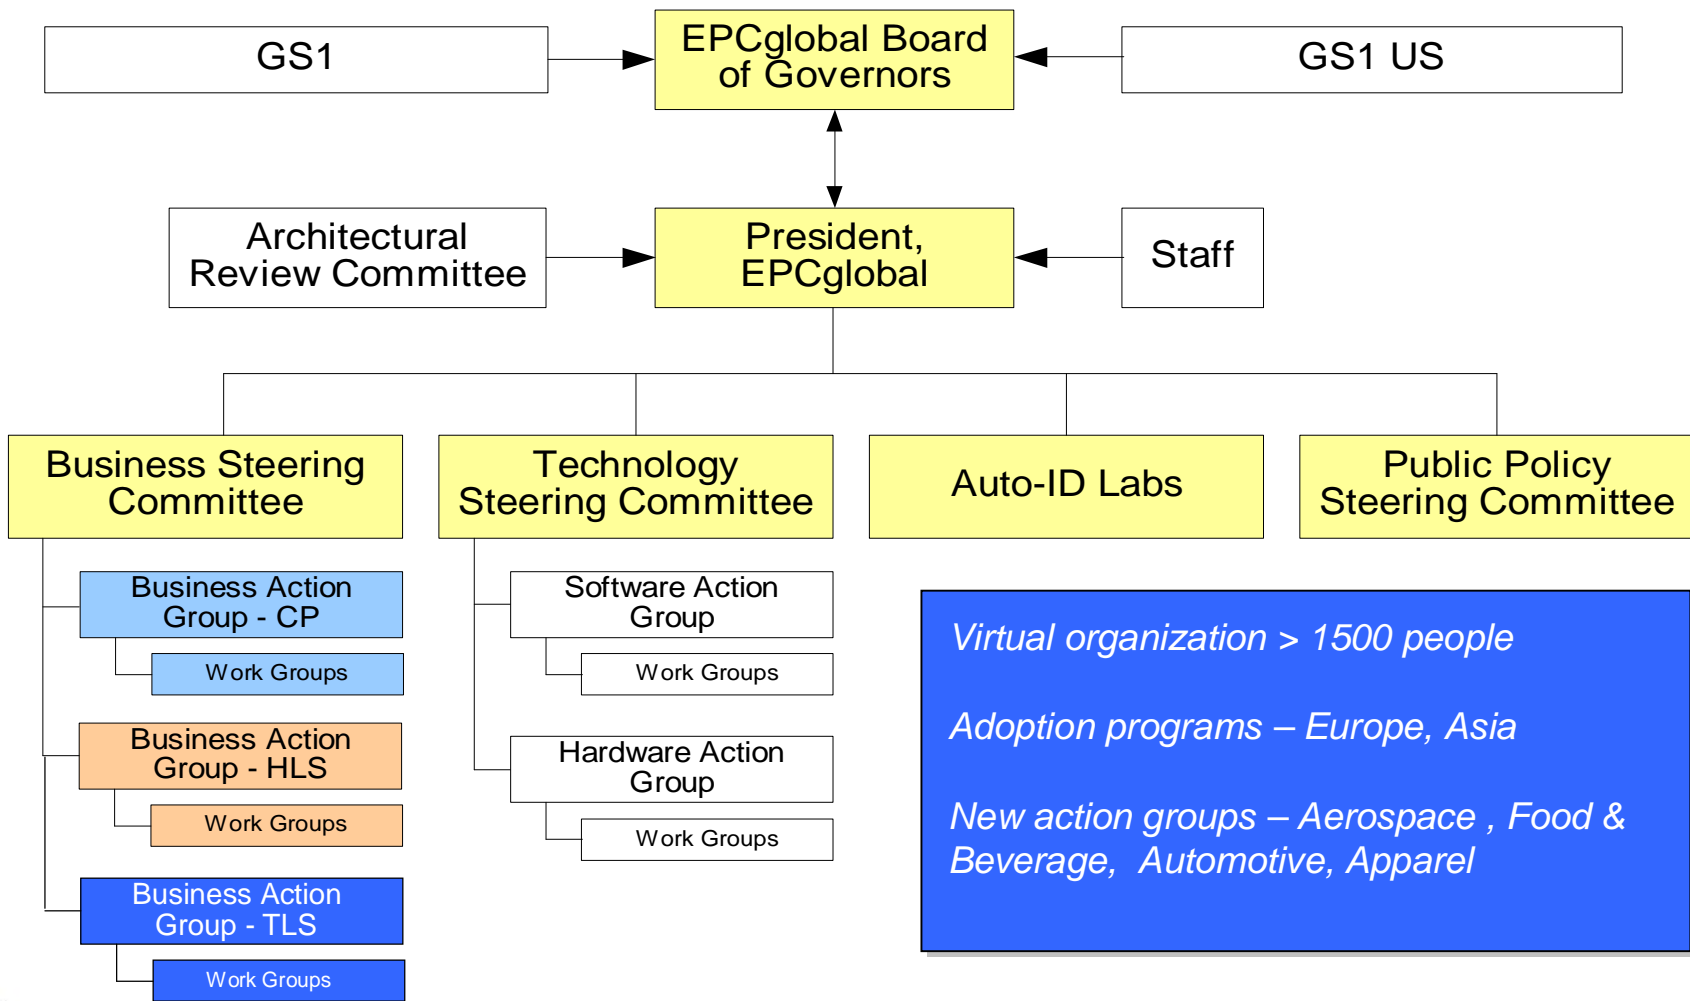 GS1
EPCglobal Board
of Governors
GS1 US
Architectural
Review Committee
President,
EPCglobal
Staff
Business Steering
Committee
Technology
Steering Committee
Auto-ID Labs
Public Policy
Steering Committee
Business Action
Group - CP
Work Groups
Business Action
Group - HLS
Work Groups
Business Action
Group - TLS
Work Groups
Software Action
Group
Work Groups
Hardware Action
Group
Work Groups
Virtual organization > 1500 people
Adoption programs – Europe, Asia
New action groups – Aerospace , Food &
Beverage, Automotive, Apparel